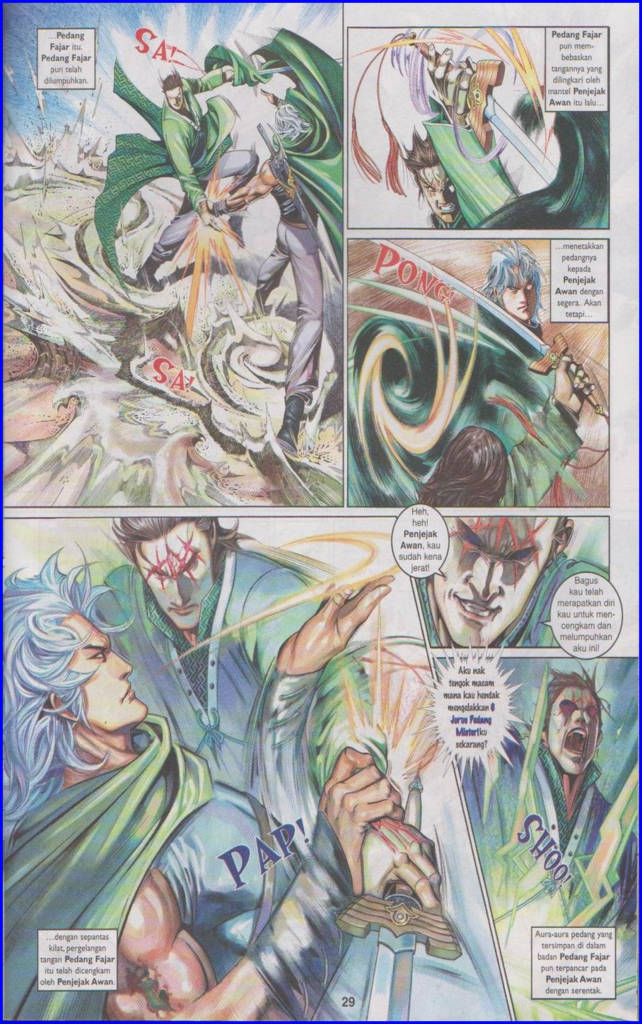 ...Pedang
Fajar itu.
Pedang Fajar
pun telah
dilumpuhkan.
SA!
SA!
Pedang Fajar
pun mem-
bebaskan
tangannya yang
dilingkari oleh
mantel Penjejak
Awan itu lalu...
...menetakkan
pedangnya
kepada
Penjejak
Awan dengan
segera. Akan
tetapi...
PONG!
Heh,
heh!
Penjejak
Awan, kau
sudah kena
jerat!
Bagus
kau telah
merapatkan diri
kau untuk men-
cengkam dan
melumpuhkan
aku ini!
Aku nak
tengok macam
mana kau hendak
mengelakkan 6
Jurus Pedang
Misteriku
sekarang?
PAP!
SHOO!
...dengan sepantas
kilat, pergelangan
tangan Pedang Fajar
itu telah dicengkam
oleh Penjejak Awan.
Aura-aura pedang yang
tersimpan di dalam
badan Pedang Fajar
pun terpancar pada
Penjejak Awan
dengan serentak.
29